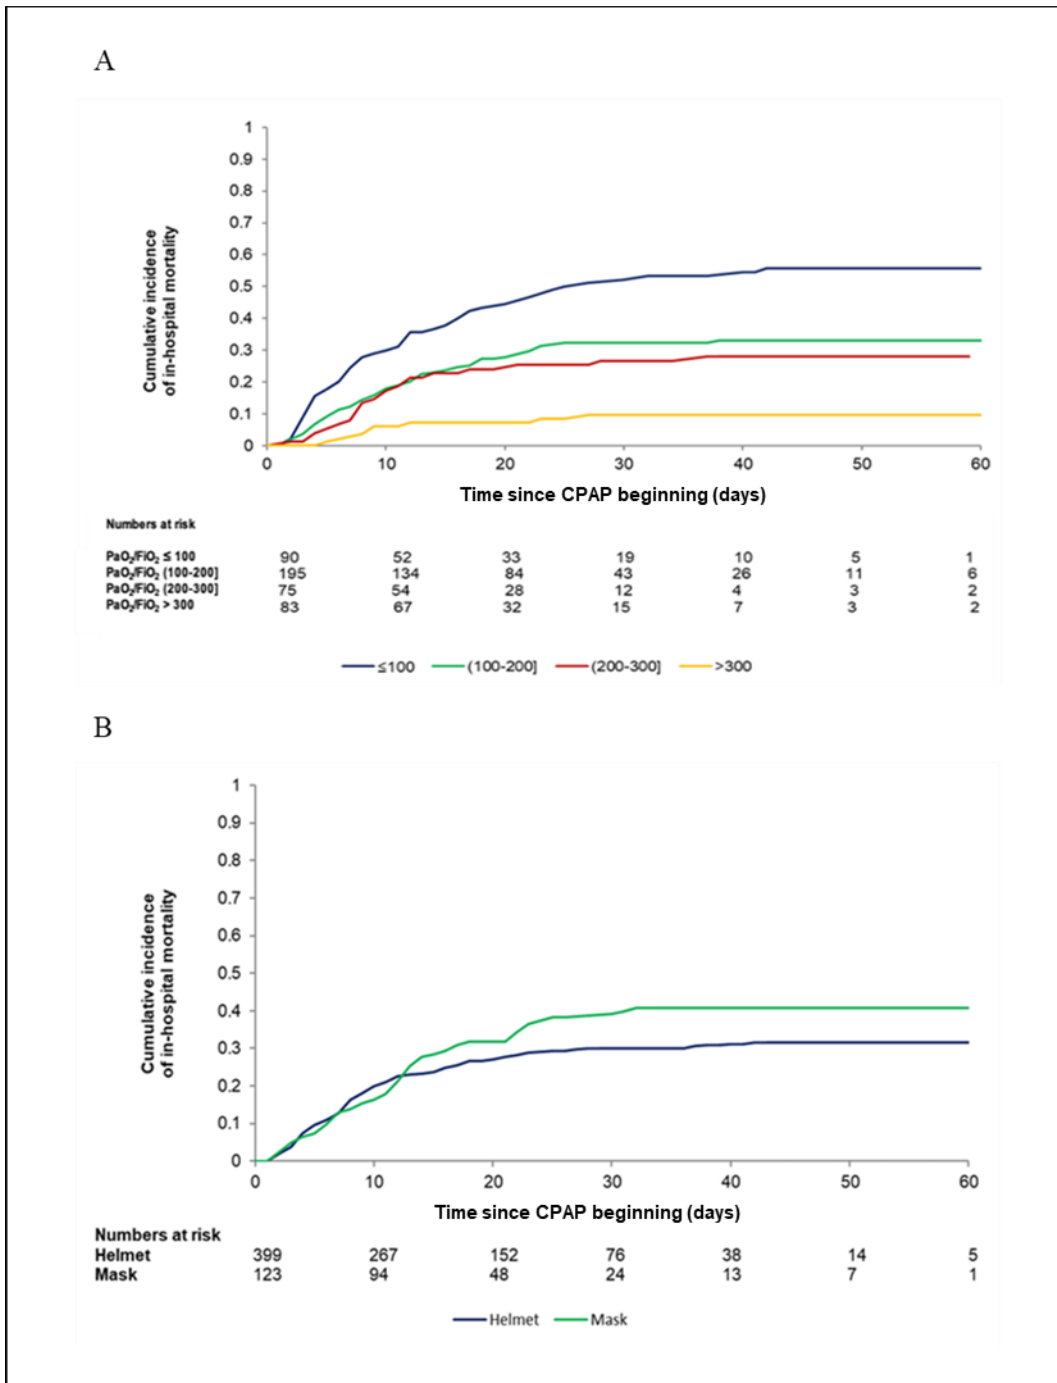 A
1
0.9
0.8
0.7
0.6
0.5
0.4
0.3
0.2
0.1
0
Cumulative incidence
of in-hospital mortality
0 10 20 30 40 50 60
Time since CPAP beginning (days)
Numbers at risk
PaO₂/FiO₂ ≤ 100 90 52 33 19 10 5 1
PaO₂/FiO₂ (100-200] 195 134 84 43 26 11 6
PaO₂/FiO₂ (200-300] 75 54 28 12 4 3 2
PaO₂/FiO₂ > 300 83 67 32 15 7 3 2
≤100 (100-200] (200-300] >300
B
1
0.9
0.8
0.7
0.6
0.5
0.4
0.3
0.2
0.1
0
Cumulative incidence
of in-hospital mortality
0 10 20 30 40 50 60
Time since CPAP beginning (days)
Numbers at risk
Helmet 399 267 152 76 38 14 5
Mask 123 94 48 24 13 7 1
Helmet Mask